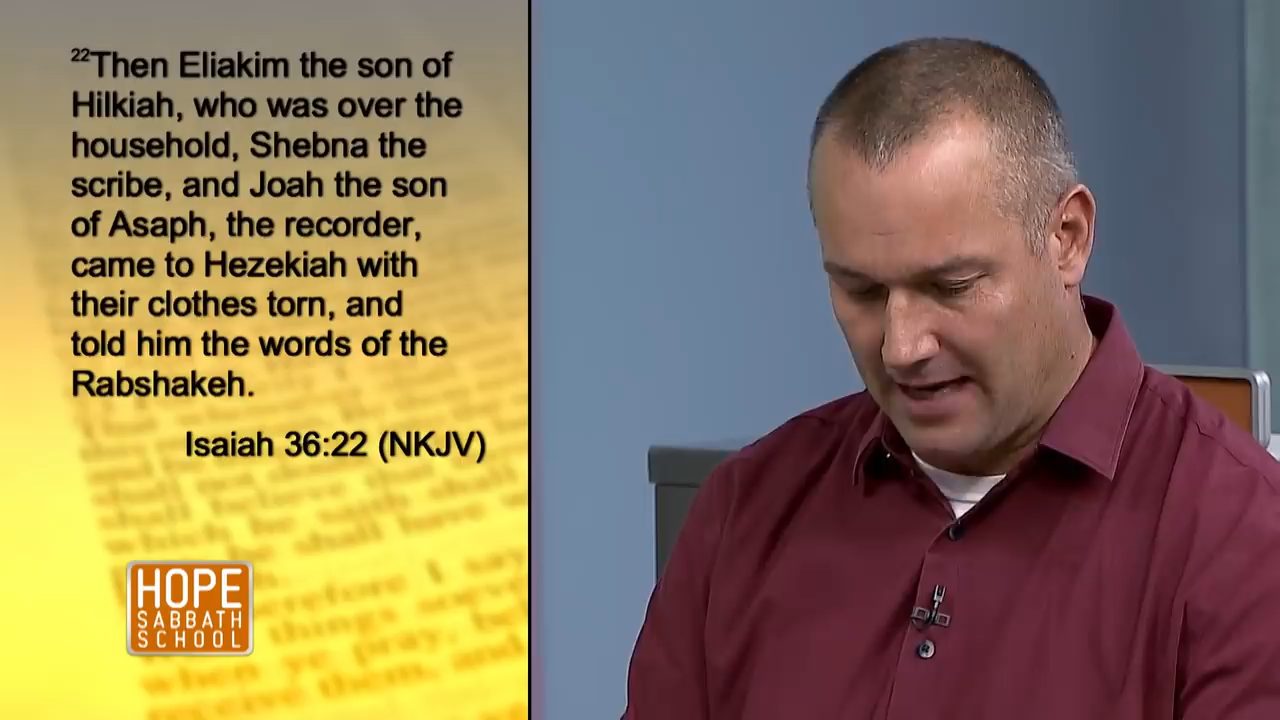 22Then Eliakim the son of
Hilkiah, who was over the
household, Shebna the
scribe, and Joah the son
of Asaph, the recorder,
came to Hezekiah with
their clothes torn, and
told him the words of the
Rabshakeh.
Isaiah 36:22 (NKJV)
HOPE
SABBATH
SCHOOL